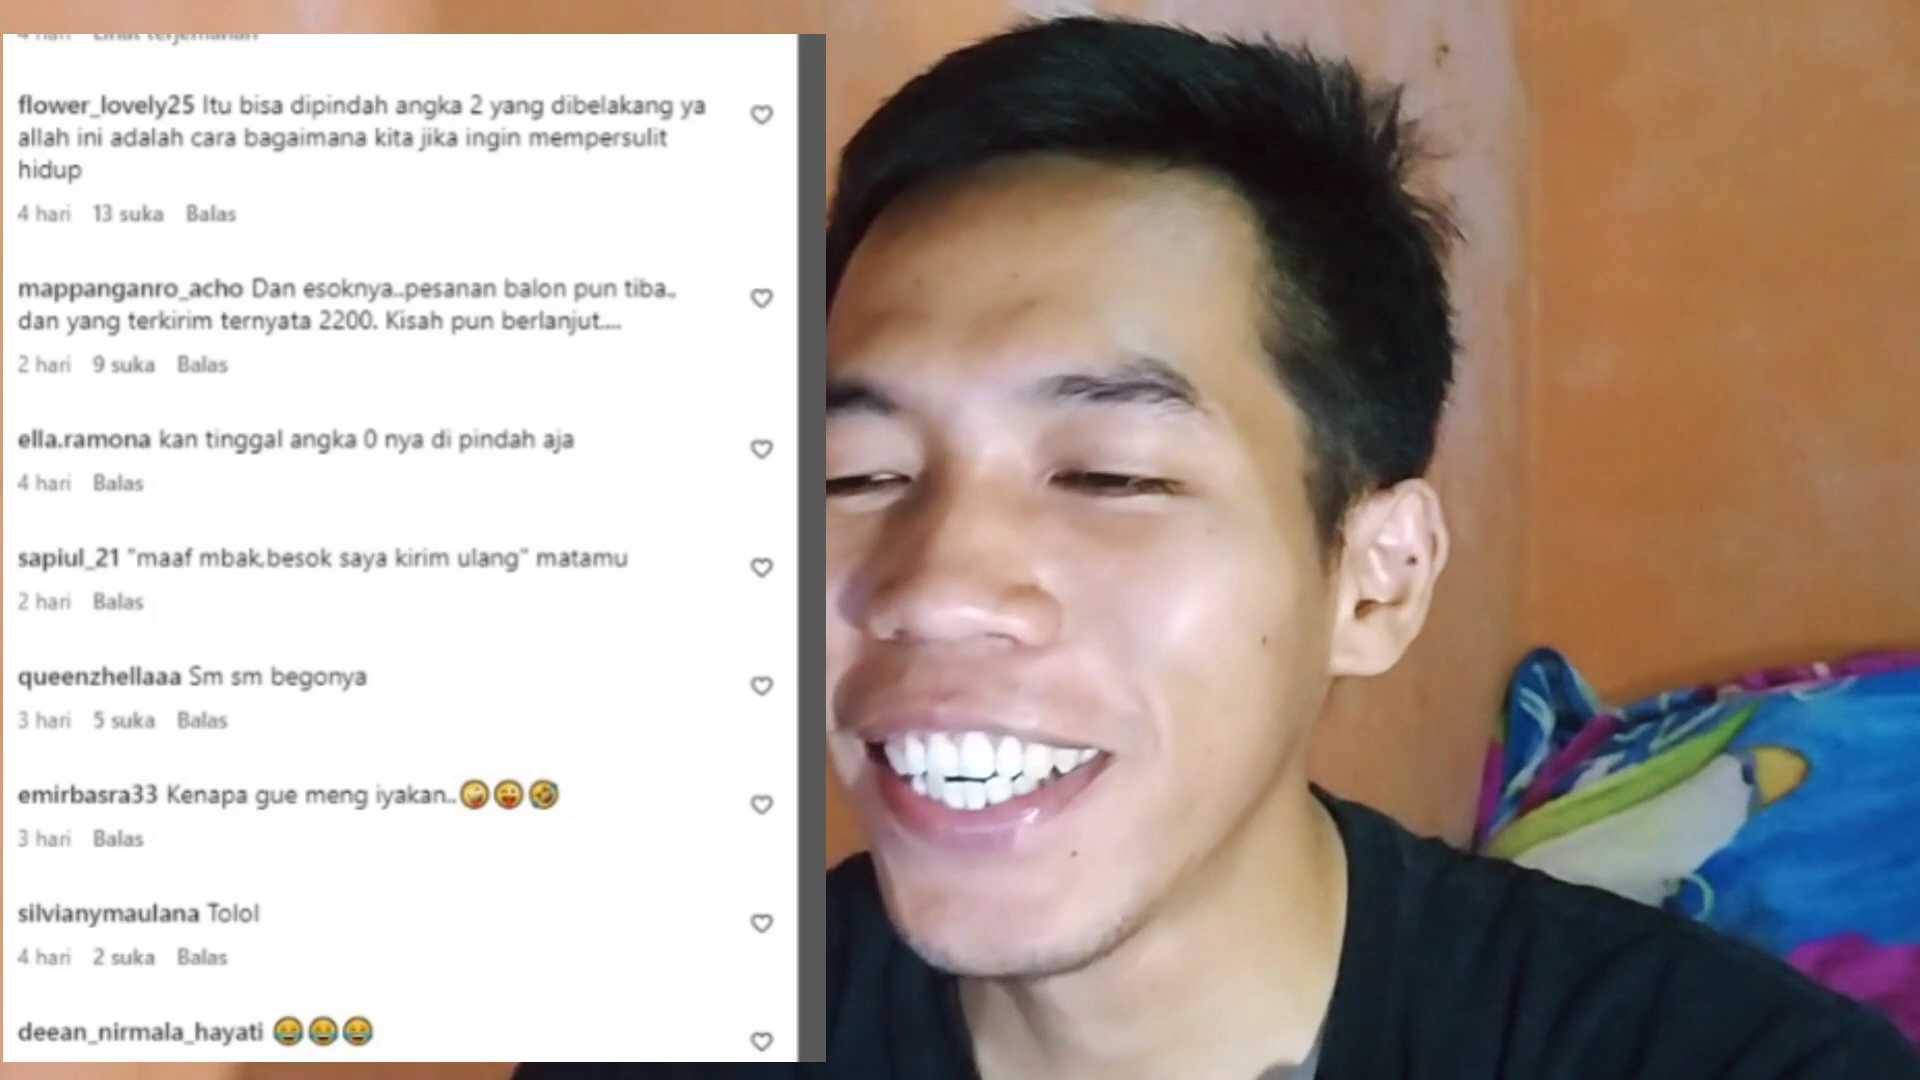 4 hari Lihat terjemahan
flower_lovely25 Itu bisa dipindah angka 2 yang dibelakang ya
allah ini adalah cara bagaimana kita jika ingin mempersulit
hidup
4 hari 13 suka Balas
mappanganro_acho Dan esoknya..pesanan balon pun tiba..
dan yang terkirim ternyata 2200. Kisah pun berlanjut....
2 hari 9 suka Balas
ella.ramona kan tinggal angka 0 nya di pindah aja
4 hari Balas
sapiul_21 "maaf mbak,besok saya kirim ulang" matamu
2 hari Balas
queenzhellaaa Sm sm begonya
3 hari 5 suka Balas
emirbasra33 Kenapa gue meng iyakan..🤪😜🤣
3 hari Balas
silvianymaulana Tolol
4 hari 2 suka Balas
deean_nirmala_hayati 😂😂😂